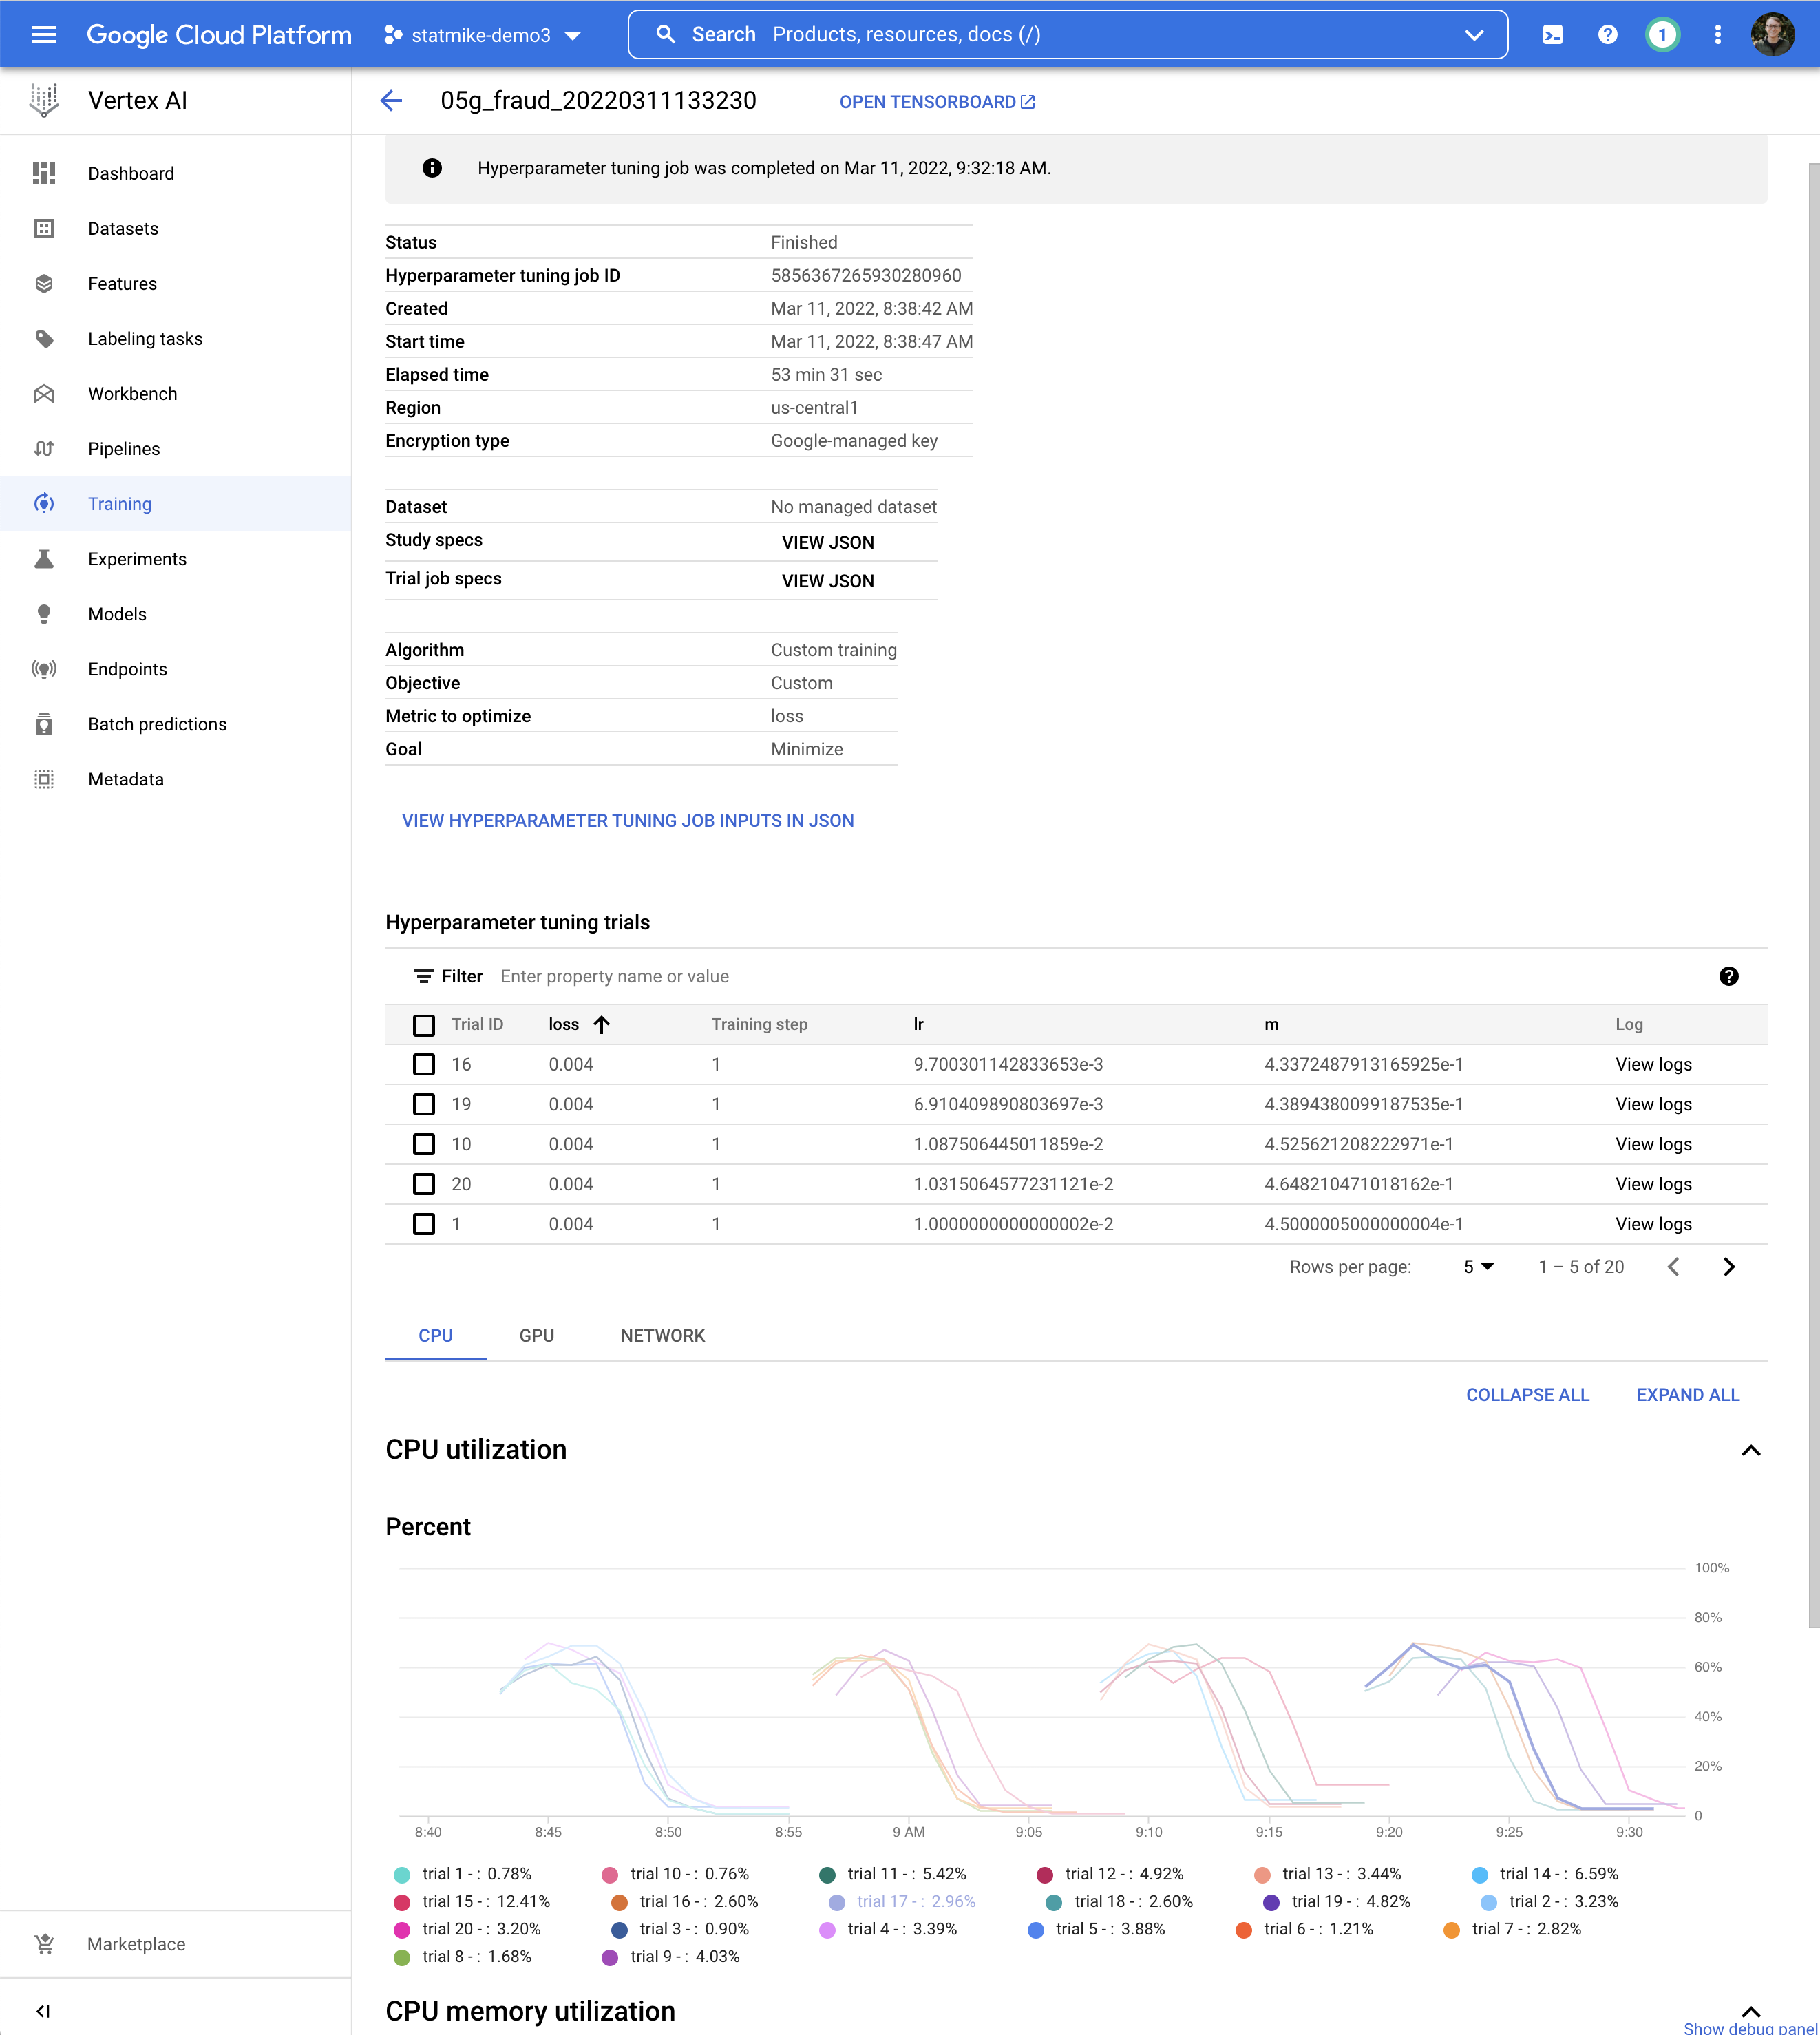 Google Cloud Platform statmike-demo3 Search Products, resources, docs (/) 1
Vertex AI
05g_fraud_20220311133230 OPEN TENSORBOARD
Dashboard
Datasets
Features
Labeling tasks
Workbench
Pipelines
Training
Experiments
Models
Endpoints
Batch predictions
Metadata
Marketplace
Hyperparameter tuning job was completed on Mar 11, 2022, 9:32:18 AM.
Status Finished
Hyperparameter tuning job ID 5856367265930280960
Created Mar 11, 2022, 8:38:42 AM
Start time Mar 11, 2022, 8:38:47 AM
Elapsed time 53 min 31 sec
Region us-central1
Encryption type Google-managed key
Dataset No managed dataset
Study specs VIEW JSON
Trial job specs VIEW JSON
Algorithm Custom training
Objective Custom
Metric to optimize loss
Goal Minimize
VIEW HYPERPARAMETER TUNING JOB INPUTS IN JSON
Hyperparameter tuning trials
Filter Enter property name or value
Trial ID loss Training step lr m Log
16 0.004 1 9.700301142833653e-3 4.3372487913165925e-1 View logs
19 0.004 1 6.910409890803697e-3 4.3894380099187535e-1 View logs
10 0.004 1 1.087506445011859e-2 4.525621208222971e-1 View logs
20 0.004 1 1.0315064577231121e-2 4.648210471018162e-1 View logs
1 0.004 1 1.0000000000000002e-2 4.5000005000000004e-1 View logs
Rows per page: 5 1 – 5 of 20
CPU GPU NETWORK
COLLAPSE ALL EXPAND ALL
CPU utilization
Percent
100%
80%
60%
40%
20%
0
8:40 8:45 8:50 8:55 9 AM 9:05 9:10 9:15 9:20 9:25 9:30
trial 1 - : 0.78% trial 10 - : 0.76% trial 11 - : 5.42% trial 12 - : 4.92% trial 13 - : 3.44% trial 14 - : 6.59%
trial 15 - : 12.41% trial 16 - : 2.60% trial 17 - : 2.96% trial 18 - : 2.60% trial 19 - : 4.82% trial 2 - : 3.23%
trial 20 - : 3.20% trial 3 - : 0.90% trial 4 - : 3.39% trial 5 - : 3.88% trial 6 - : 1.21% trial 7 - : 2.82%
trial 8 - : 1.68% trial 9 - : 4.03%
CPU memory utilization
Show debug panel